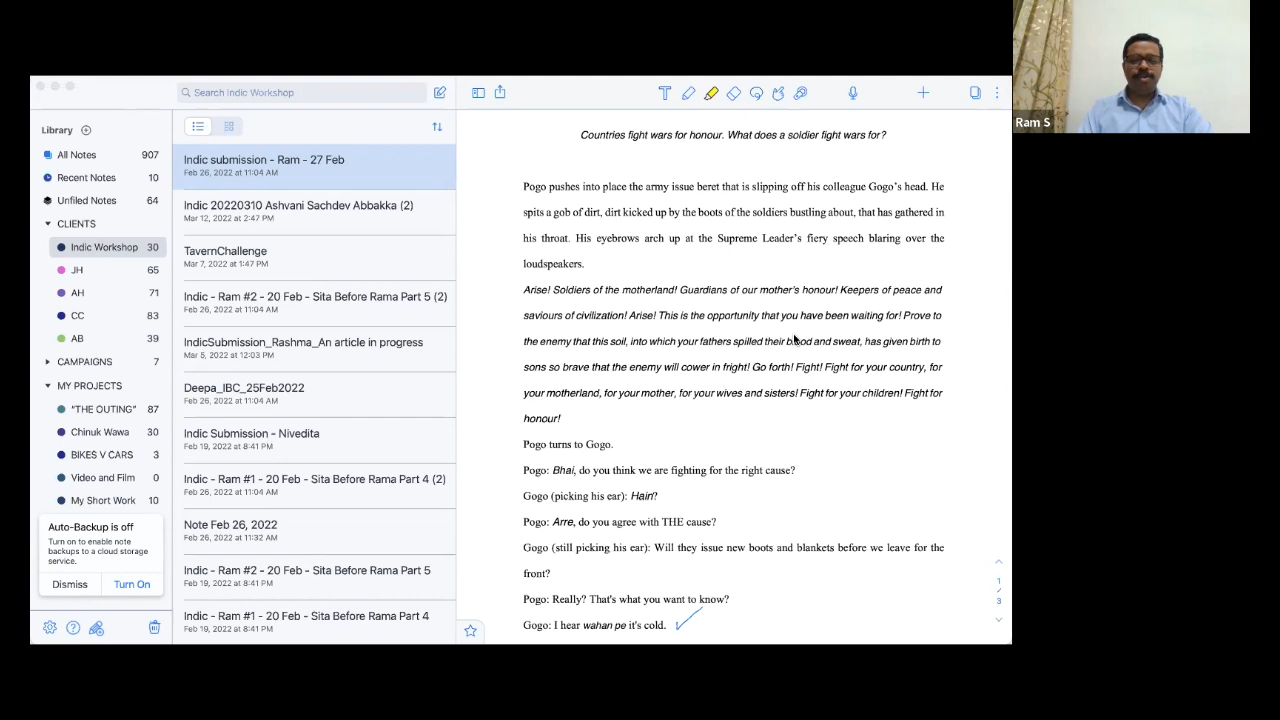 Ram S
Search Indic Workshop
Library
All Notes 907
Recent Notes 10
Unfiled Notes 64
CLIENTS
Indic Workshop 30
JH 65
AH 71
CC 83
AB 39
CAMPAIGNS 7
MY PROJECTS
"THE OUTING" 87
Chinuk Wawa 30
BIKES V CARS 3
Video and Film 0
My Short Work 10
Auto-Backup is off
Turn on to enable note
backups to a cloud storage
service.
Dismiss Turn On
Indic submission - Ram - 27 Feb
Feb 26, 2022 at 11:04 AM
Indic 20220310 Ashvani Sachdev Abbakka (2)
Mar 12, 2022 at 2:47 PM
TavernChallenge
Mar 7, 2022 at 1:47 PM
Indic - Ram #2 - 20 Feb - Sita Before Rama Part 5 (2)
Feb 26, 2022 at 11:04 AM
IndicSubmission_Rashma_An article in progress
Mar 5, 2022 at 12:03 PM
Deepa_IBC_25Feb2022
Feb 26, 2022 at 11:04 AM
Indic Submission - Nivedita
Feb 19, 2022 at 8:41 PM
Indic - Ram #1 - 20 Feb - Sita Before Rama Part 4 (2)
Feb 26, 2022 at 11:04 AM
Note Feb 26, 2022
Feb 26, 2022 at 11:32 AM
Indic - Ram #2 - 20 Feb - Sita Before Rama Part 5
Feb 19, 2022 at 8:41 PM
Indic - Ram #1 - 20 Feb - Sita Before Rama Part 4
Feb 19, 2022 at 8:41 PM
Countries fight wars for honour. What does a soldier fight wars for?
Pogo pushes into place the army issue beret that is slipping off his colleague Gogo's head. He
spits a gob of dirt, dirt kicked up by the boots of the soldiers bustling about, that has gathered in
his throat. His eyebrows arch up at the Supreme Leader's fiery speech blaring over the
loudspeakers.
Arise! Soldiers of the motherland! Guardians of our mother's honour! Keepers of peace and
saviours of civilization! Arise! This is the opportunity that you have been waiting for! Prove to
the enemy that this soil, into which your fathers spilled their blood and sweat, has given birth to
sons so brave that the enemy will cower in fright! Go forth! Fight! Fight for your country, for
your motherland, for your mother, for your wives and sisters! Fight for your children! Fight for
honour!
Pogo turns to Gogo.
Pogo: Bhai, do you think we are fighting for the right cause?
Gogo (picking his ear): Hain?
Pogo: Arre, do you agree with THE cause?
Gogo (still picking his ear): Will they issue new boots and blankets before we leave for the
front?
Pogo: Really? That's what you want to know?
Gogo: I hear wahan pe it's cold.
1
/
3